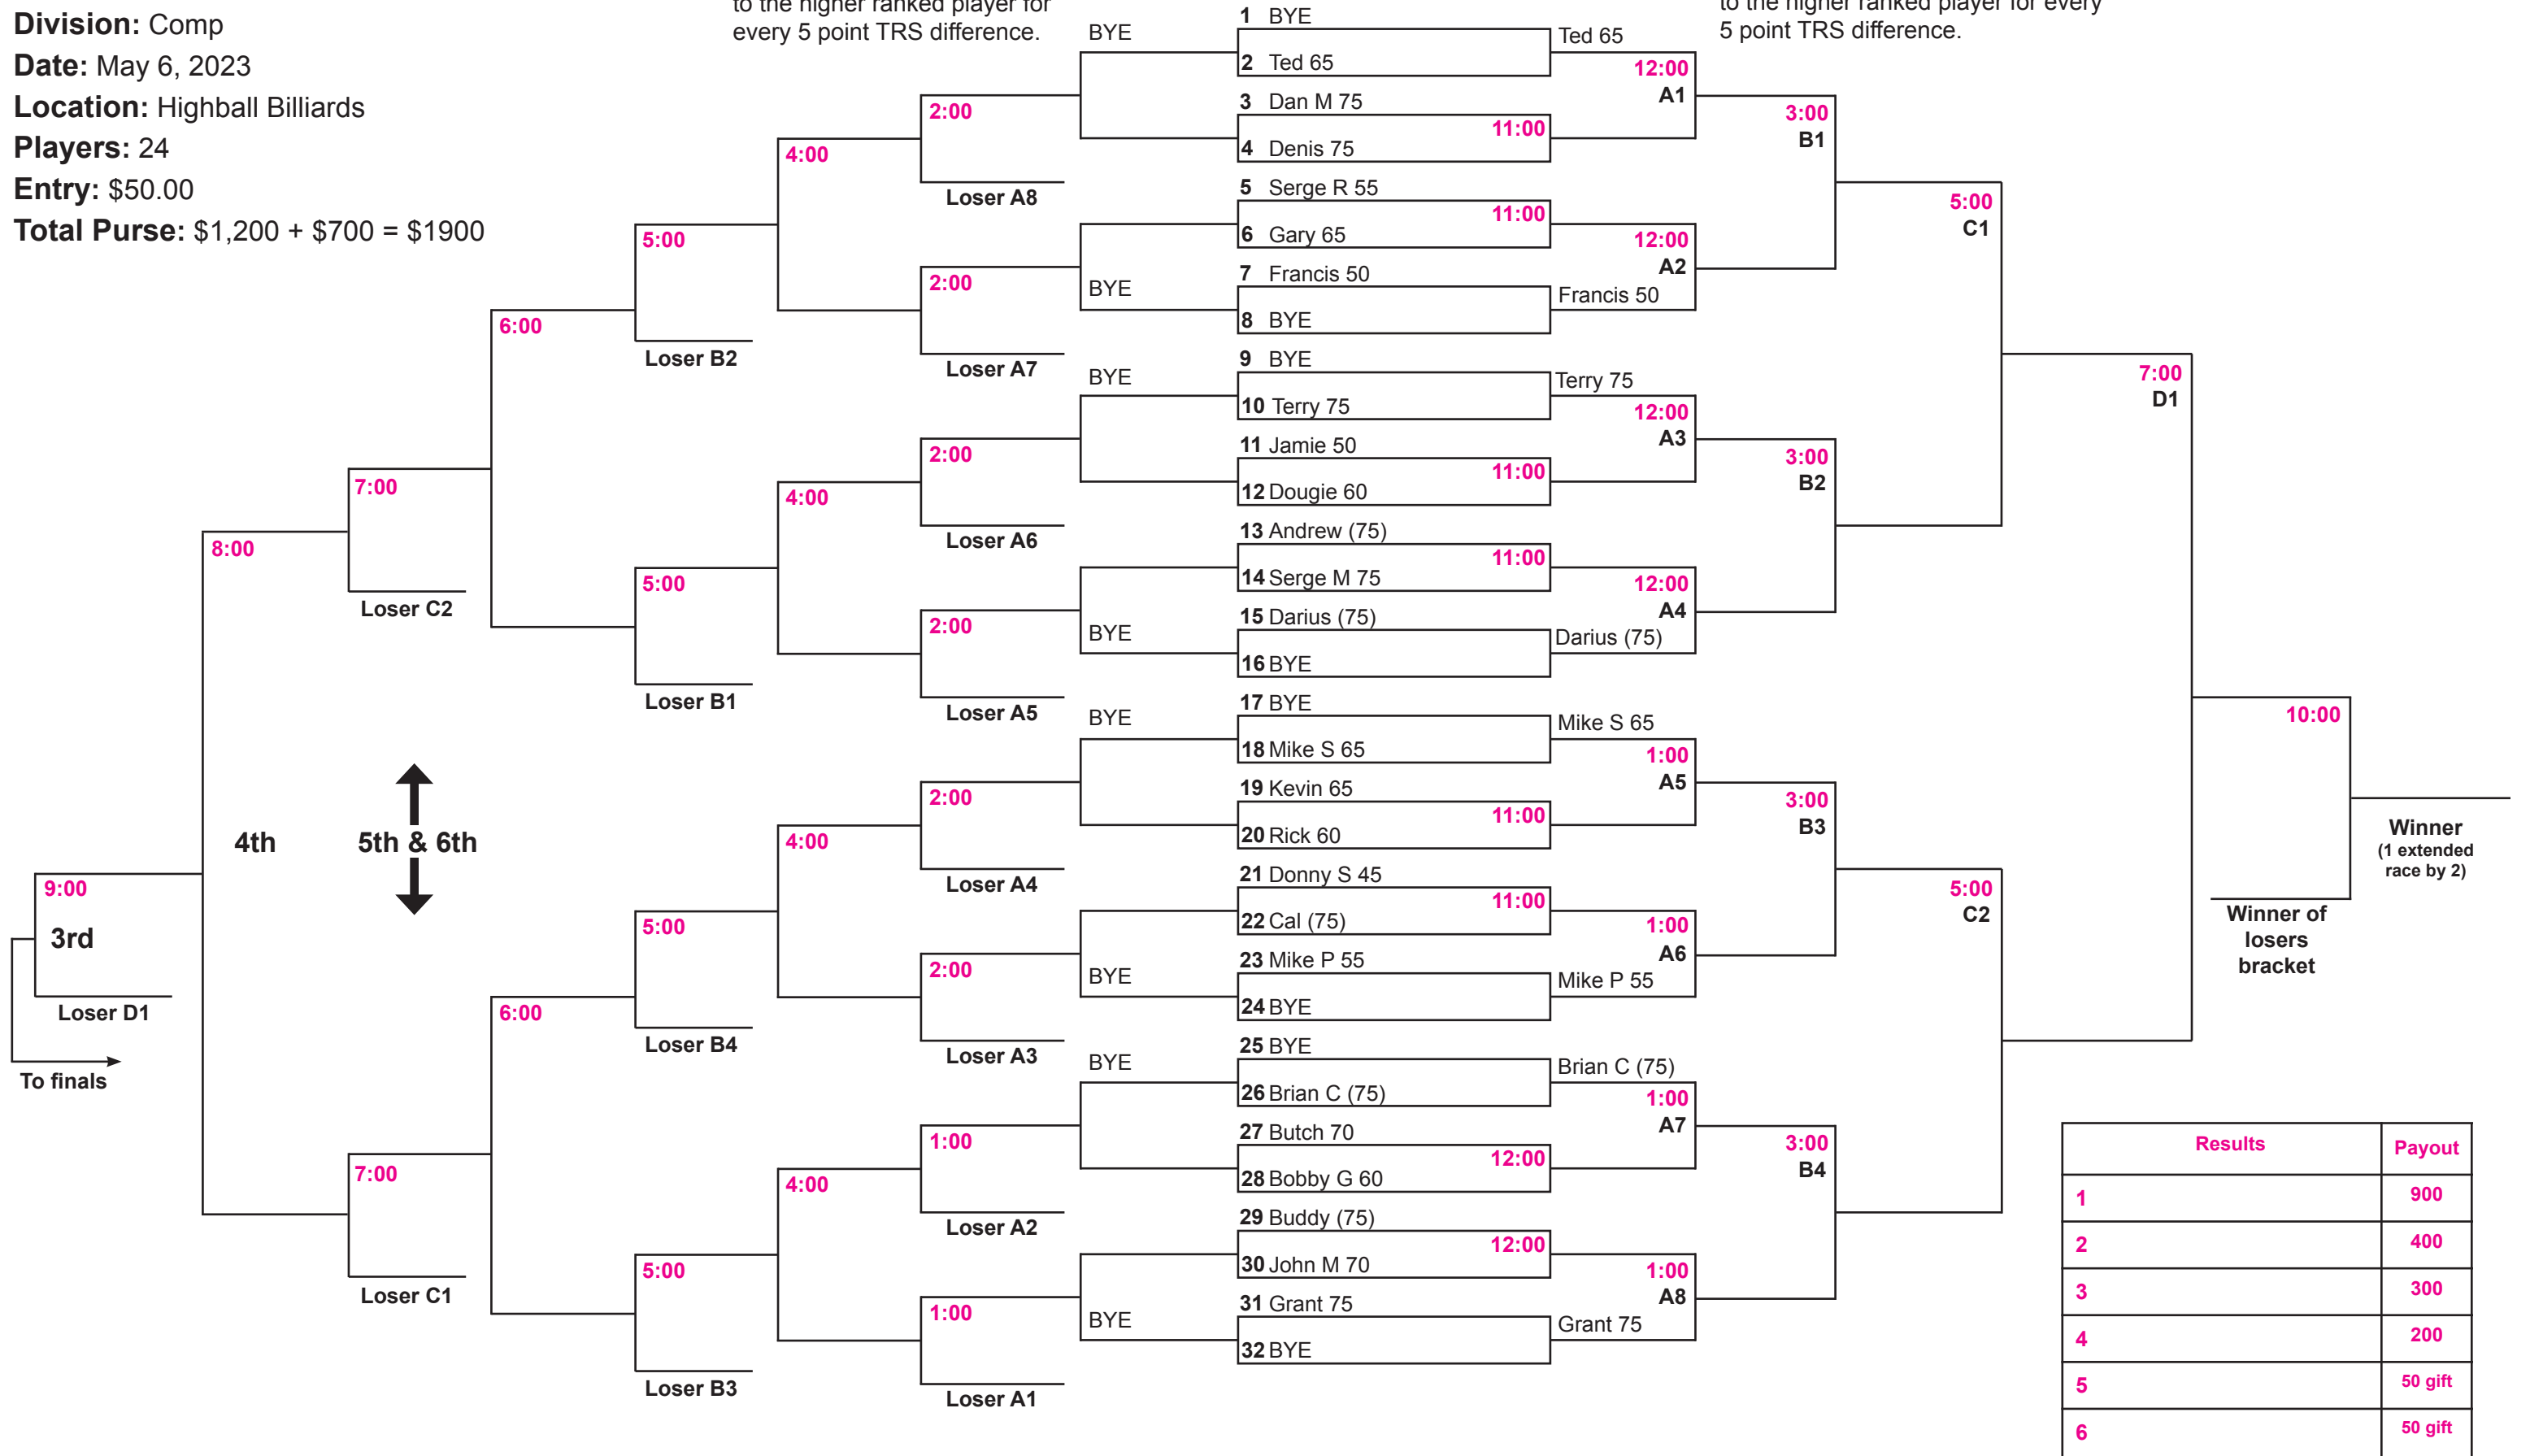 Division: Comp
Date: May 6, 2023
Location: Highball Billiards
Players: 24
Entry: $50.00
Total Purse: $1,200 + $700 = $1900
to the higher ranked player for
every 5 point TRS difference.
to the higher ranked player for every
5 point TRS difference.
9:00
3rd
Loser D1
To finals
8:00
4th
5th & 6th
7:00
Loser C2
7:00
Loser C1
6:00
6:00
5:00
Loser B2
5:00
Loser B1
5:00
Loser B4
5:00
Loser B3
4:00
4:00
4:00
4:00
2:00
Loser A8
2:00
Loser A7
2:00
Loser A6
2:00
Loser A5
2:00
Loser A4
2:00
Loser A3
1:00
Loser A2
1:00
Loser A1
BYE
BYE
BYE
BYE
BYE
BYE
BYE
BYE
1 BYE
2 Ted 65
3 Dan M 75
11:00
4 Denis 75
5 Serge R 55
11:00
6 Gary 65
7 Francis 50
8 BYE
9 BYE
10 Terry 75
11 Jamie 50
11:00
12 Dougie 60
13 Andrew (75)
11:00
14 Serge M 75
15 Darius (75)
16 BYE
17 BYE
18 Mike S 65
19 Kevin 65
11:00
20 Rick 60
21 Donny S 45
11:00
22 Cal (75)
23 Mike P 55
24 BYE
25 BYE
26 Brian C (75)
27 Butch 70
12:00
28 Bobby G 60
29 Buddy (75)
12:00
30 John M 70
31 Grant 75
32 BYE
Ted 65
12:00
A1
12:00
A2
Francis 50
Terry 75
12:00
A3
12:00
A4
Darius (75)
Mike S 65
1:00
A5
1:00
A6
Mike P 55
Brian C (75)
1:00
A7
1:00
A8
Grant 75
3:00
B1
3:00
B2
3:00
B3
3:00
B4
5:00
C1
5:00
C2
7:00
D1
10:00
Winner of
losers
bracket
Winner
(1 extended
race by 2)
Results Payout
1 900
2 400
3 300
4 200
5 50 gift
6 50 gift